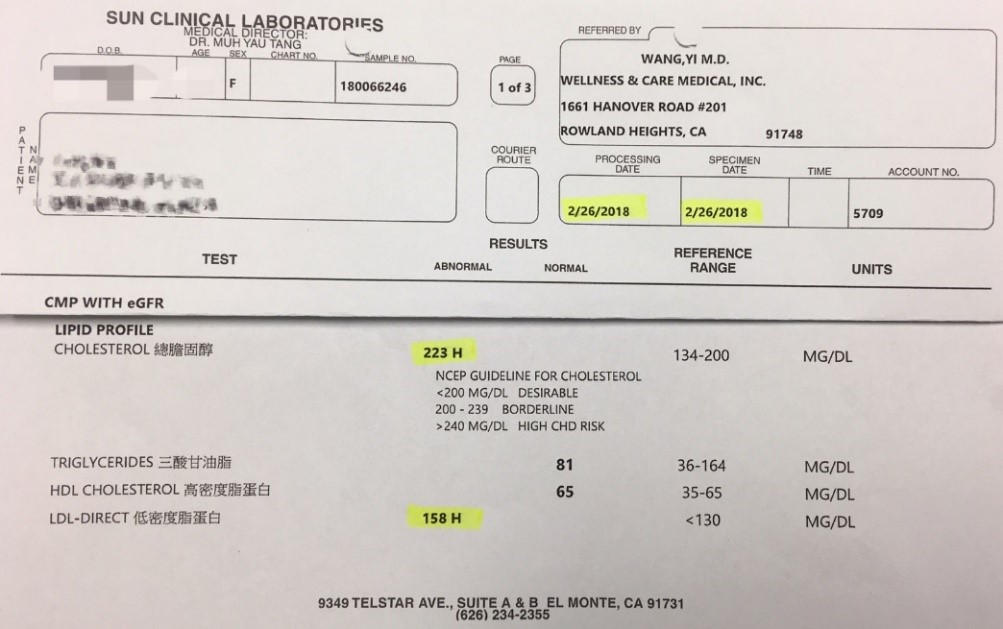 SUN CLINICAL LABORATORIES
MEDICAL DIRECTOR:
DR. MUH YAU TANG
D.O.B. AGE SEX CHART NO. SAMPLE NO.
F 180066246
PAGE
1 of 3
REFERRED BY
WANG,YI M.D.
WELLNESS & CARE MEDICAL, INC.
1661 HANOVER ROAD #201
ROWLAND HEIGHTS, CA 91748
PATIENT NAME
COURIER ROUTE
PROCESSING DATE SPECIMEN DATE TIME ACCOUNT NO.
2/26/2018 2/26/2018 5709
TEST RESULTS REFERENCE RANGE UNITS
ABNORMAL NORMAL
CMP WITH eGFR
LIPID PROFILE
CHOLESTEROL 總膽固醇 223 H 134-200 MG/DL
NCEP GUIDELINE FOR CHOLESTEROL
<200 MG/DL DESIRABLE
200 - 239 BORDERLINE
>240 MG/DL HIGH CHD RISK
TRIGLYCERIDES 三酸甘油脂 81 36-164 MG/DL
HDL CHOLESTEROL 高密度脂蛋白 65 35-65 MG/DL
LDL-DIRECT 低密度脂蛋白 158 H <130 MG/DL
9349 TELSTAR AVE., SUITE A & B EL MONTE, CA 91731
(626) 234-2355